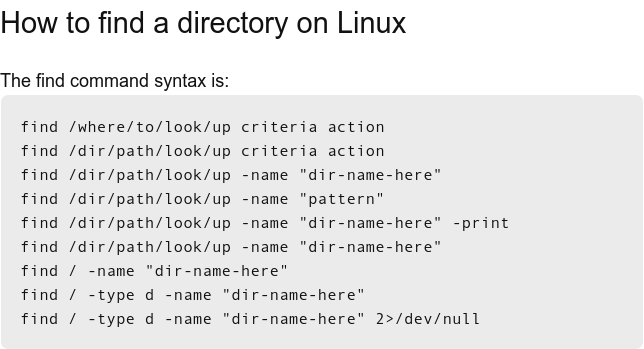 How to find a directory on Linux
The find command syntax is:
find /where/to/look/up criteria action
find /dir/path/look/up criteria action
find /dir/path/look/up -name "dir-name-here"
find /dir/path/look/up -name "pattern"
find /dir/path/look/up -name "dir-name-here" -print
find /dir/path/look/up -name "dir-name-here"
find / -name "dir-name-here"
find / -type d -name "dir-name-here"
find / -type d -name "dir-name-here" 2>/dev/null